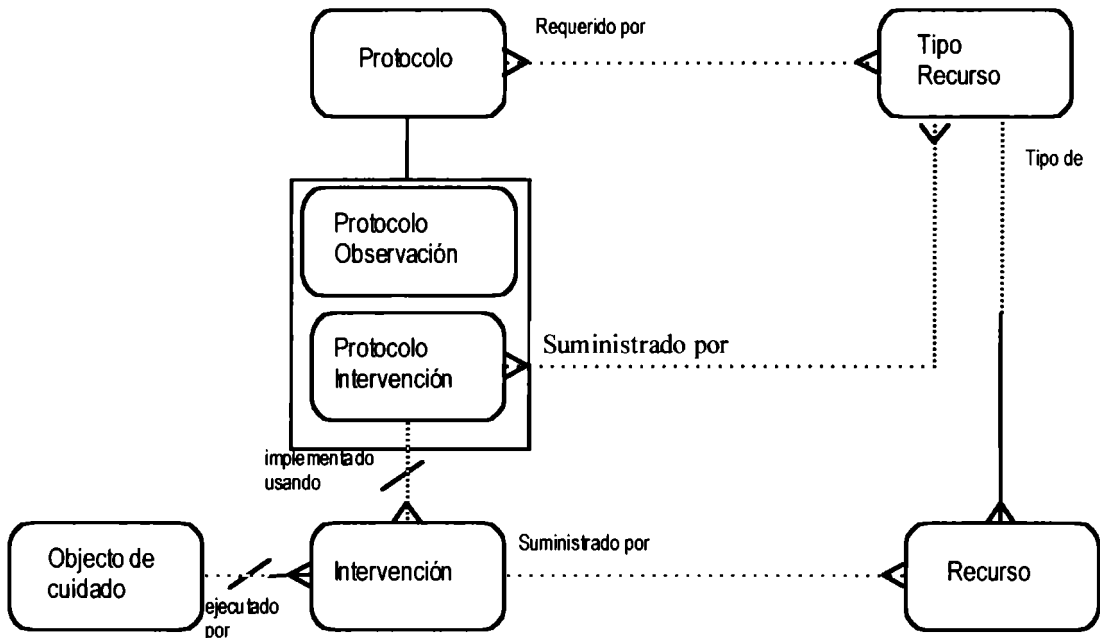 Protocolo
Requerido por
Tipo
Recurso
Tipo de
Protocolo
Observación
Protocolo
Intervención
Suministrado por
implementado
usando
Objecto de
cuidado
ejecutado
por
Intervención
Suministrado por
Recurso